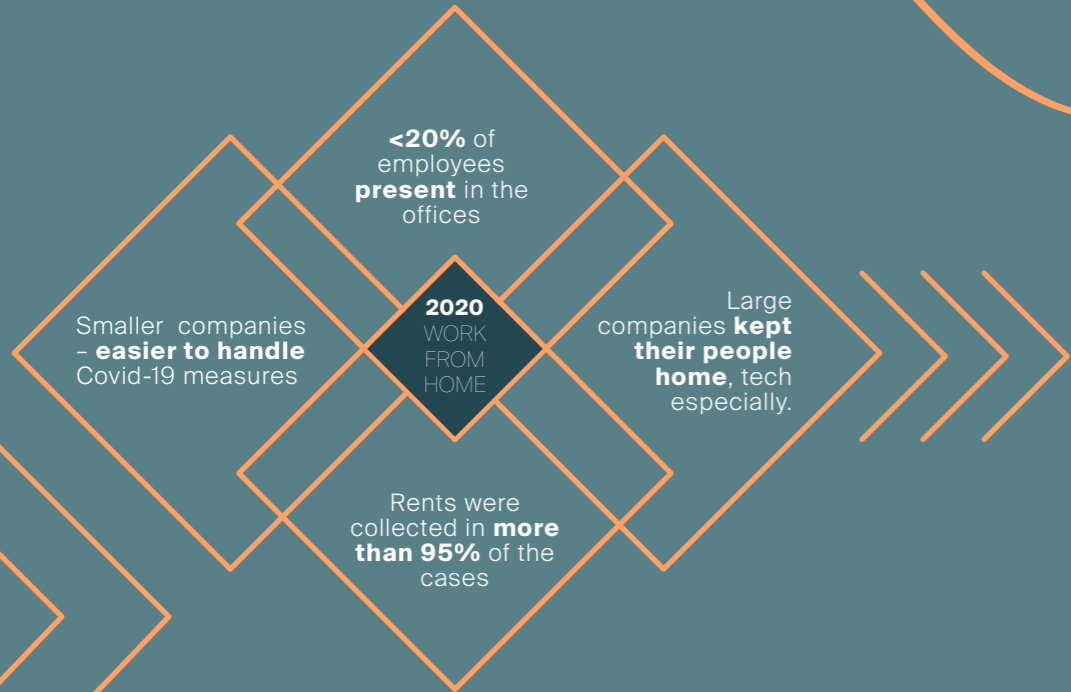 <20% of
employees
present in the
offices
Smaller companies
– easier to handle
Covid-19 measures
2020
WORK
FROM
HOME
Large
companies kept
their people
home, tech
especially.
Rents were
collected in more
than 95% of the
cases